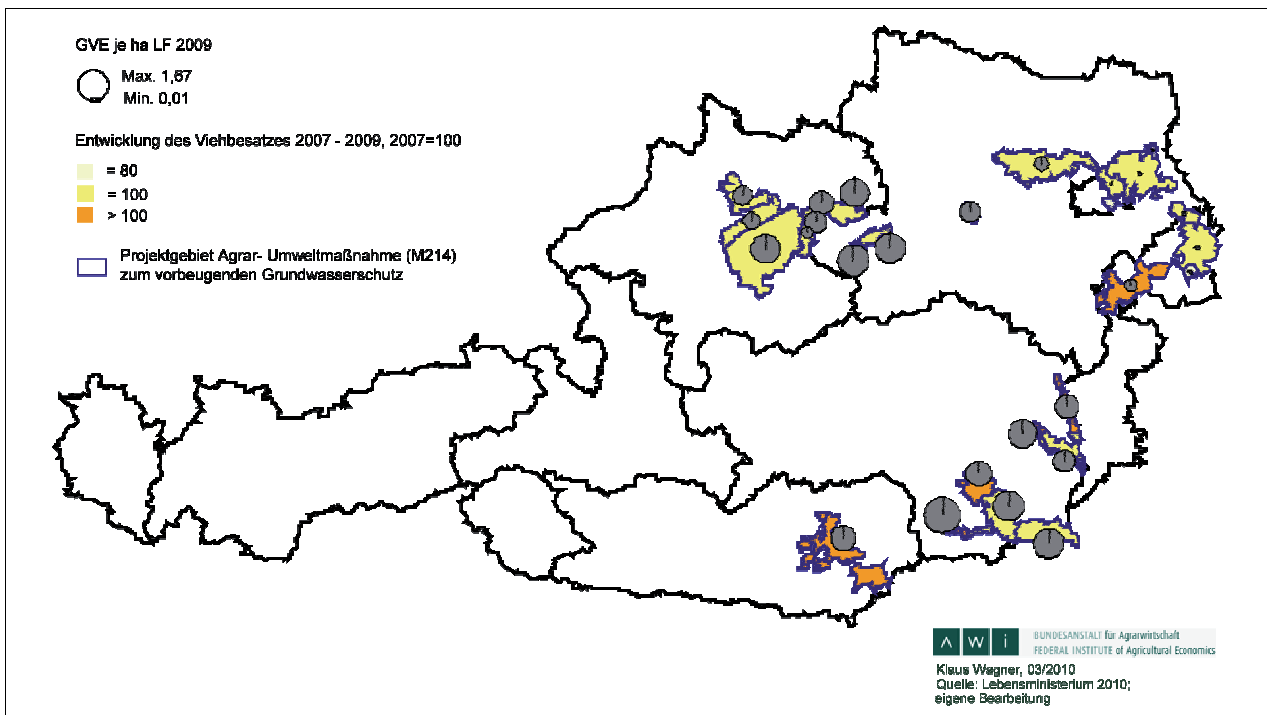 GVE je ha LF 2009
Max. 1,67
Min. 0,01
Entwicklung des Viehbesatzes 2007 - 2009, 2007=100
= 80
= 100
> 100
Projektgebiet Agrar- Umweltmaßnahme (M214)
zum vorbeugenden Grundwasserschutz
A W i
BUNDESANSTALT für Agrarwirtschaft
FEDERAL INSTITUTE of Agricultural Economics
Klaus Wagner, 03/2010
Quelle: Lebensministerium 2010;
eigene Bearbeitung